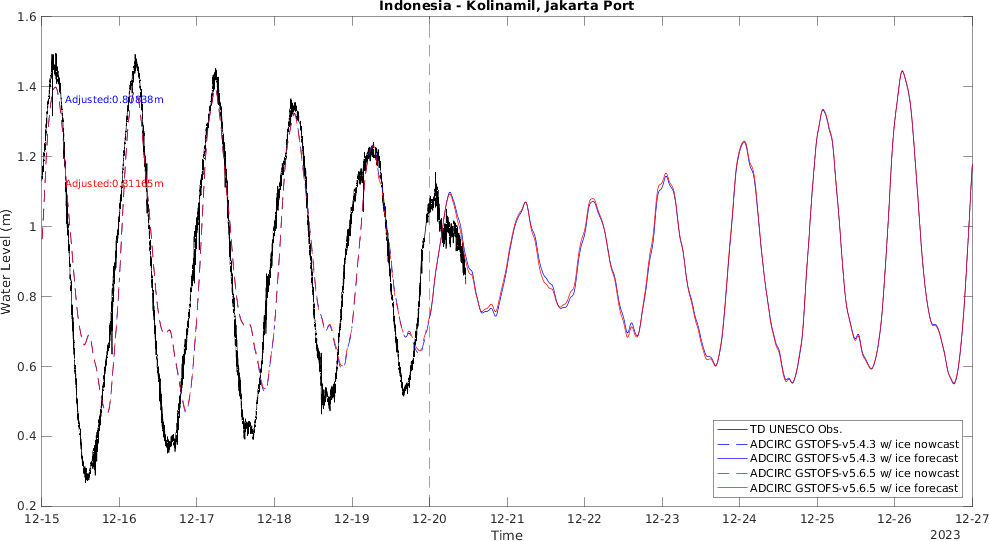 Indonesia - Kolinamil, Jakarta Port
1.6
1.4
1.2
1
0.8
0.6
0.4
0.2
Water Level (m)
Adjusted:0.80838m
Adjusted:0.81165m
TD UNESCO Obs.
ADCIRC GSTOFS-v5.4.3 w/ ice nowcast
ADCIRC GSTOFS-v5.4.3 w/ ice forecast
ADCIRC GSTOFS-v5.6.5 w/ ice nowcast
ADCIRC GSTOFS-v5.6.5 w/ ice forecast
12-15 12-16 12-17 12-18 12-19 12-20 12-21 12-22 12-23 12-24 12-25 12-26 12-27
Time
2023